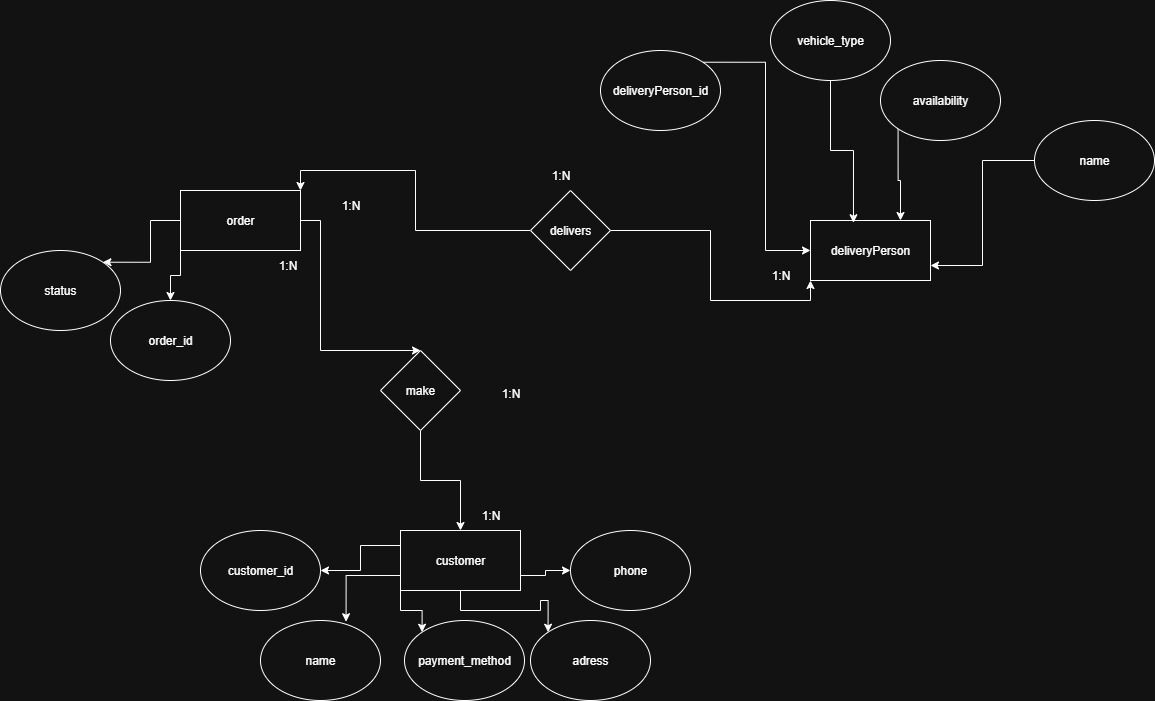 vehicle_type
deliveryPerson_id
availability
name
1:N
1:N
order
delivers
deliveryPerson
1:N
1:N
status
order_id
make
1:N
1:N
customer
customer_id
phone
name
payment_method
adress